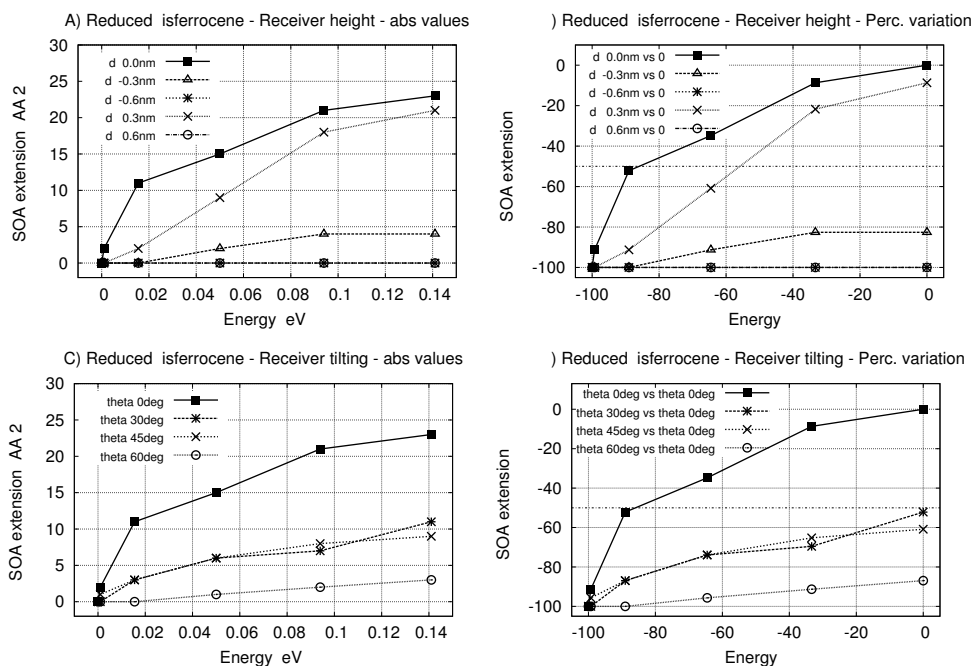 A) Reduced isferrocene - Receiver height - abs values
SOA extension AA 2
30
25
20
15
10
5
0
d 0.0nm
d -0.3nm
d -0.6nm
d 0.3nm
d 0.6nm
0 0.02 0.04 0.06 0.08 0.1 0.12 0.14
Energy eV
) Reduced isferrocene - Receiver height - Perc. variation
SOA extension
0
-20
-40
-60
-80
-100
d 0.0nm vs 0
d -0.3nm vs 0
d -0.6nm vs 0
d 0.3nm vs 0
d 0.6nm vs 0
-100 -80 -60 -40 -20 0
Energy
C) Reduced isferrocene - Receiver tilting - abs values
SOA extension AA 2
30
25
20
15
10
5
0
theta 0deg
theta 30deg
theta 45deg
theta 60deg
0 0.02 0.04 0.06 0.08 0.1 0.12 0.14
Energy eV
) Reduced isferrocene - Receiver tilting - Perc. variation
SOA extension
0
-20
-40
-60
-80
-100
theta 0deg vs theta 0deg
theta 30deg vs theta 0deg
theta 45deg vs theta 0deg
theta 60deg vs theta 0deg
-100 -80 -60 -40 -20 0
Energy